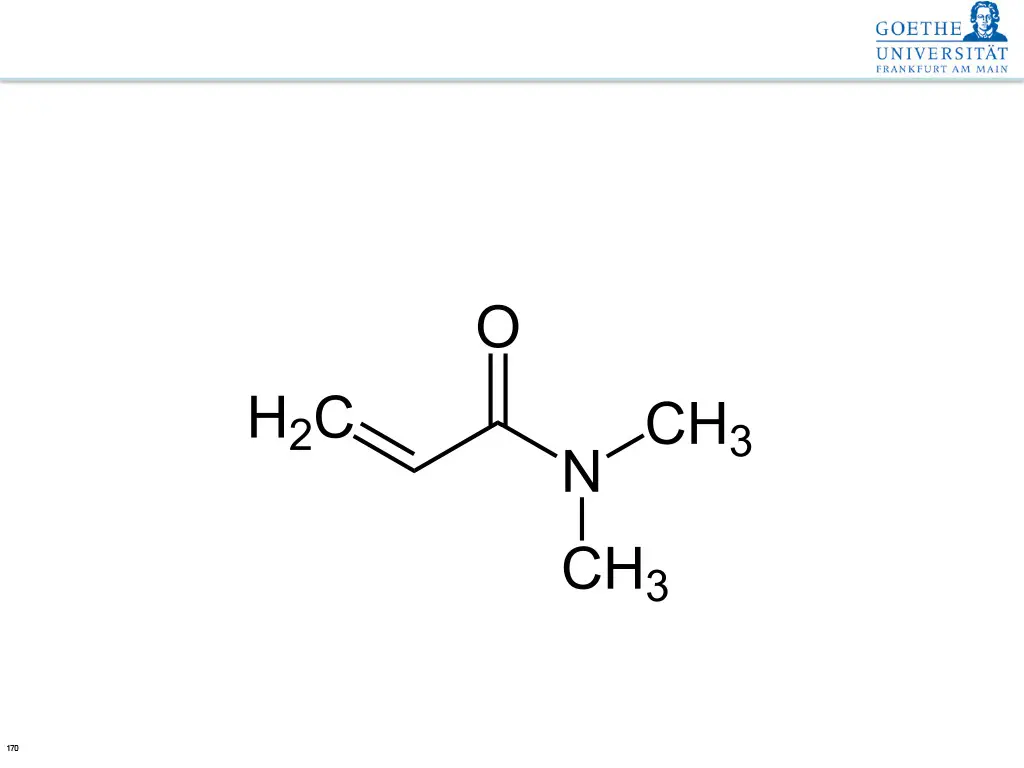 GOETHE
UNIVERSITÄT
FRANKFURT AM MAIN
O
H₂C
CH₃
N
CH₃
170